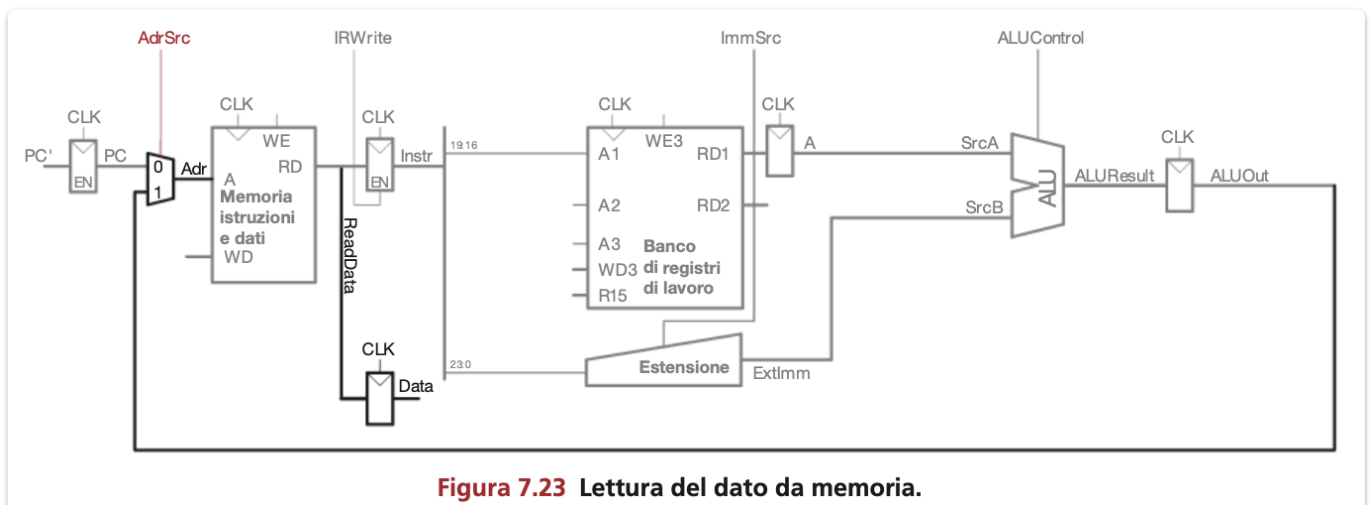 AdrSrc
IRWrite
ImmSrc
ALUControl
CLK
CLK
CLK
CLK
CLK
CLK
PC'
EN
PC
0
1
Adr
WE
A
RD
Memoria
istruzioni
e dati
WD
EN
Instr
ReadData
CLK
Data
19:16
23:0
A1
WE3
RD1
A2
RD2
A3
WD3
R15
Banco
di registri
di lavoro
Estensione
ExtImm
A
SrcA
SrcB
ALU
ALUResult
ALUOut
Figura 7.23 Lettura del dato da memoria.